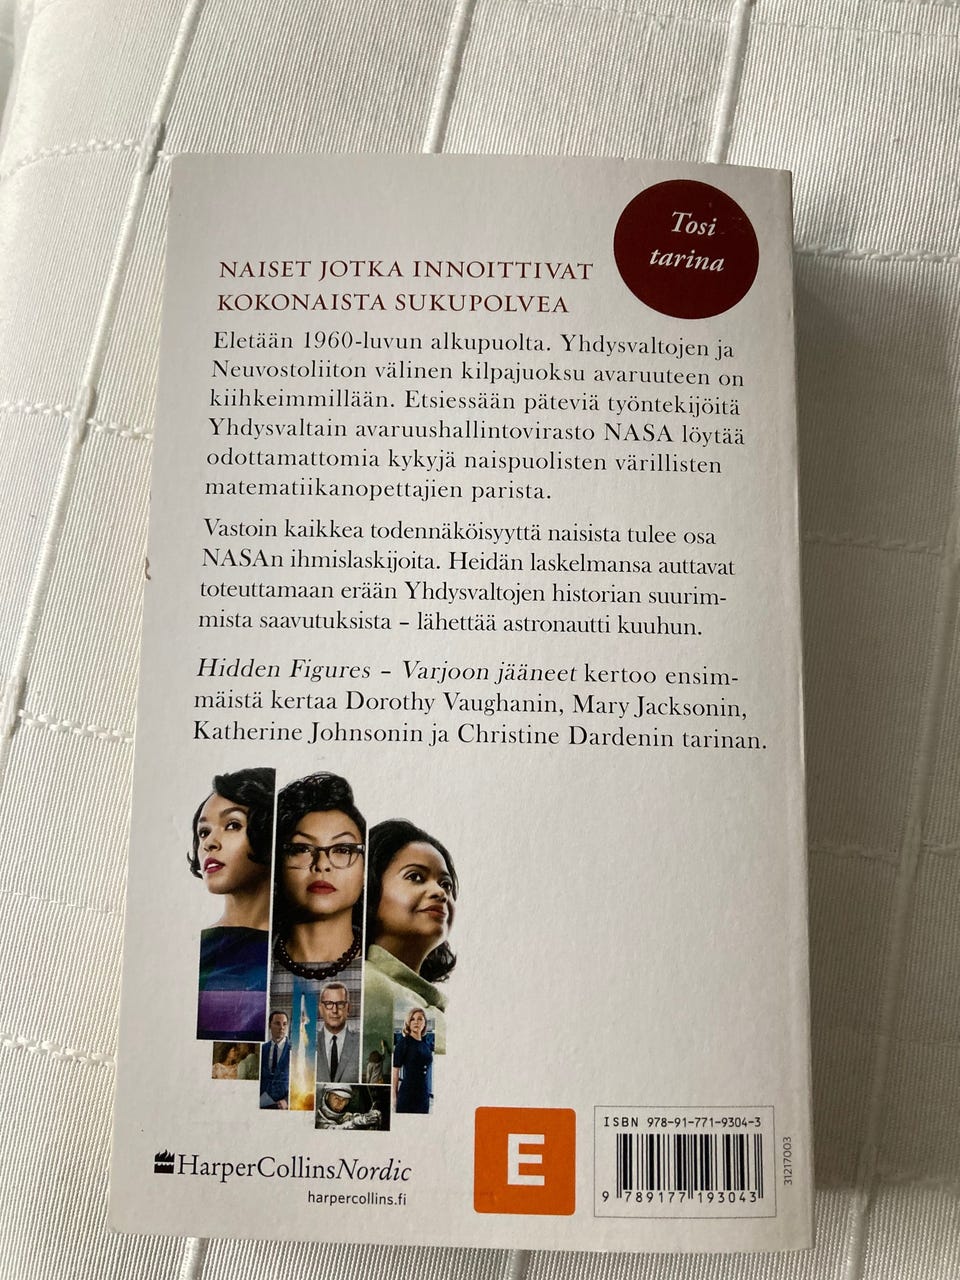 Tosi
tarina
NAISET JOTKA INNOITTIVAT
KOKONAISTA SUKUPOLVEA
Eletään 1960-luvun alkupuolta. Yhdysvaltojen ja
Neuvostoliiton välinen kilpajuoksu avaruuteen on
kiihkeimmillään. Etsiessään päteviä työntekijöitä
Yhdysvaltain avaruushallintovirasto NASA löytää
odottamattomia kykyjä naispuolisten värillisten
matematiikanopettajien parista.
Vastoin kaikkea todennäköisyyttä naisista tulee osa
NASAn ihmislaskijoita. Heidän laskelmansa auttavat
toteuttamaan erään Yhdysvaltojen historian suurim-
mista saavutuksista – lähettää astronautti kuuhun.
Hidden Figures – Varjoon jääneet kertoo ensim-
mäistä kertaa Dorothy Vaughanin, Mary Jacksonin,
Katherine Johnsonin ja Christine Dardenin tarinan.
HarperCollinsNordic
harpercollins.fi
E
ISBN 978-91-771-9304-3
9 789177 193043
31217003